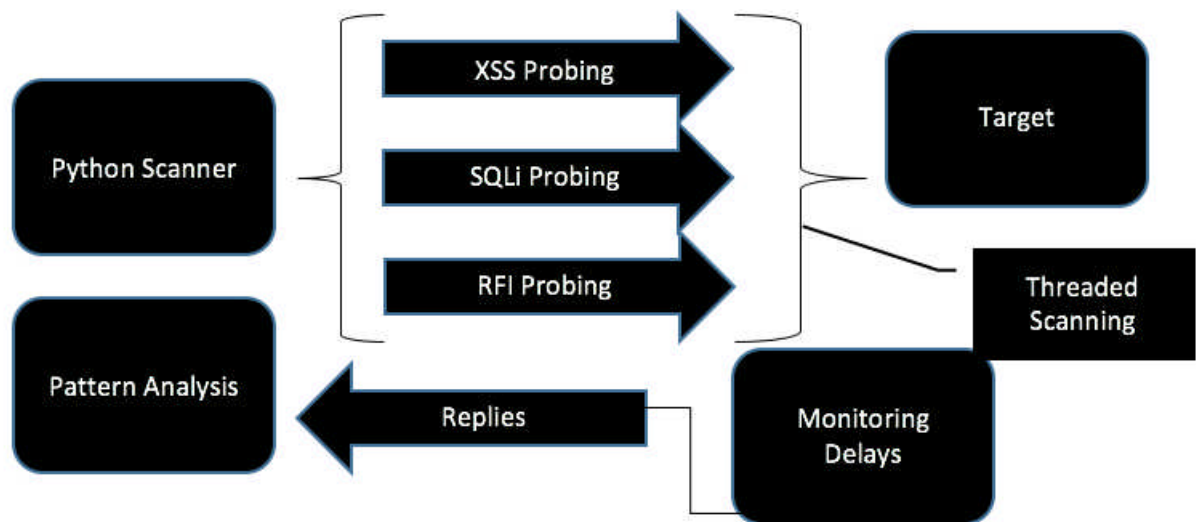 XSS Probing
Python Scanner
SQLi Probing
RFI Probing
Target
Threaded
Scanning
Pattern Analysis
Replies
Monitoring
Delays